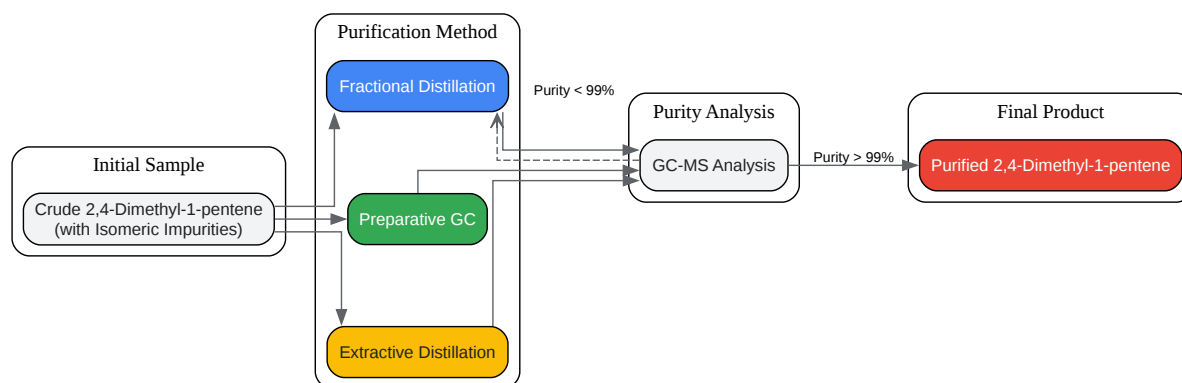 Initial Sample
Crude 2,4-Dimethyl-1-pentene
(with Isomeric Impurities)
Purification Method
Fractional Distillation
Preparative GC
Extractive Distillation
Purity < 99%
Purity Analysis
GC-MS Analysis
Purity > 99%
Final Product
Purified 2,4-Dimethyl-1-pentene